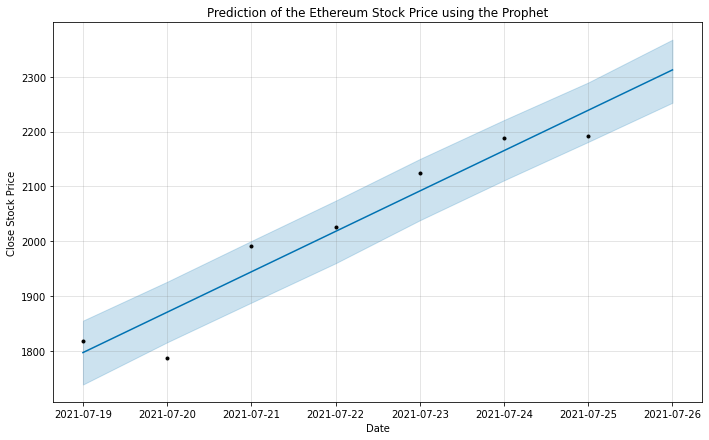 Prediction of the Ethereum Stock Price using the Prophet
Close Stock Price
2300
2200
2100
2000
1900
1800
2021-07-19 2021-07-20 2021-07-21 2021-07-22 2021-07-23 2021-07-24 2021-07-25 2021-07-26
Date